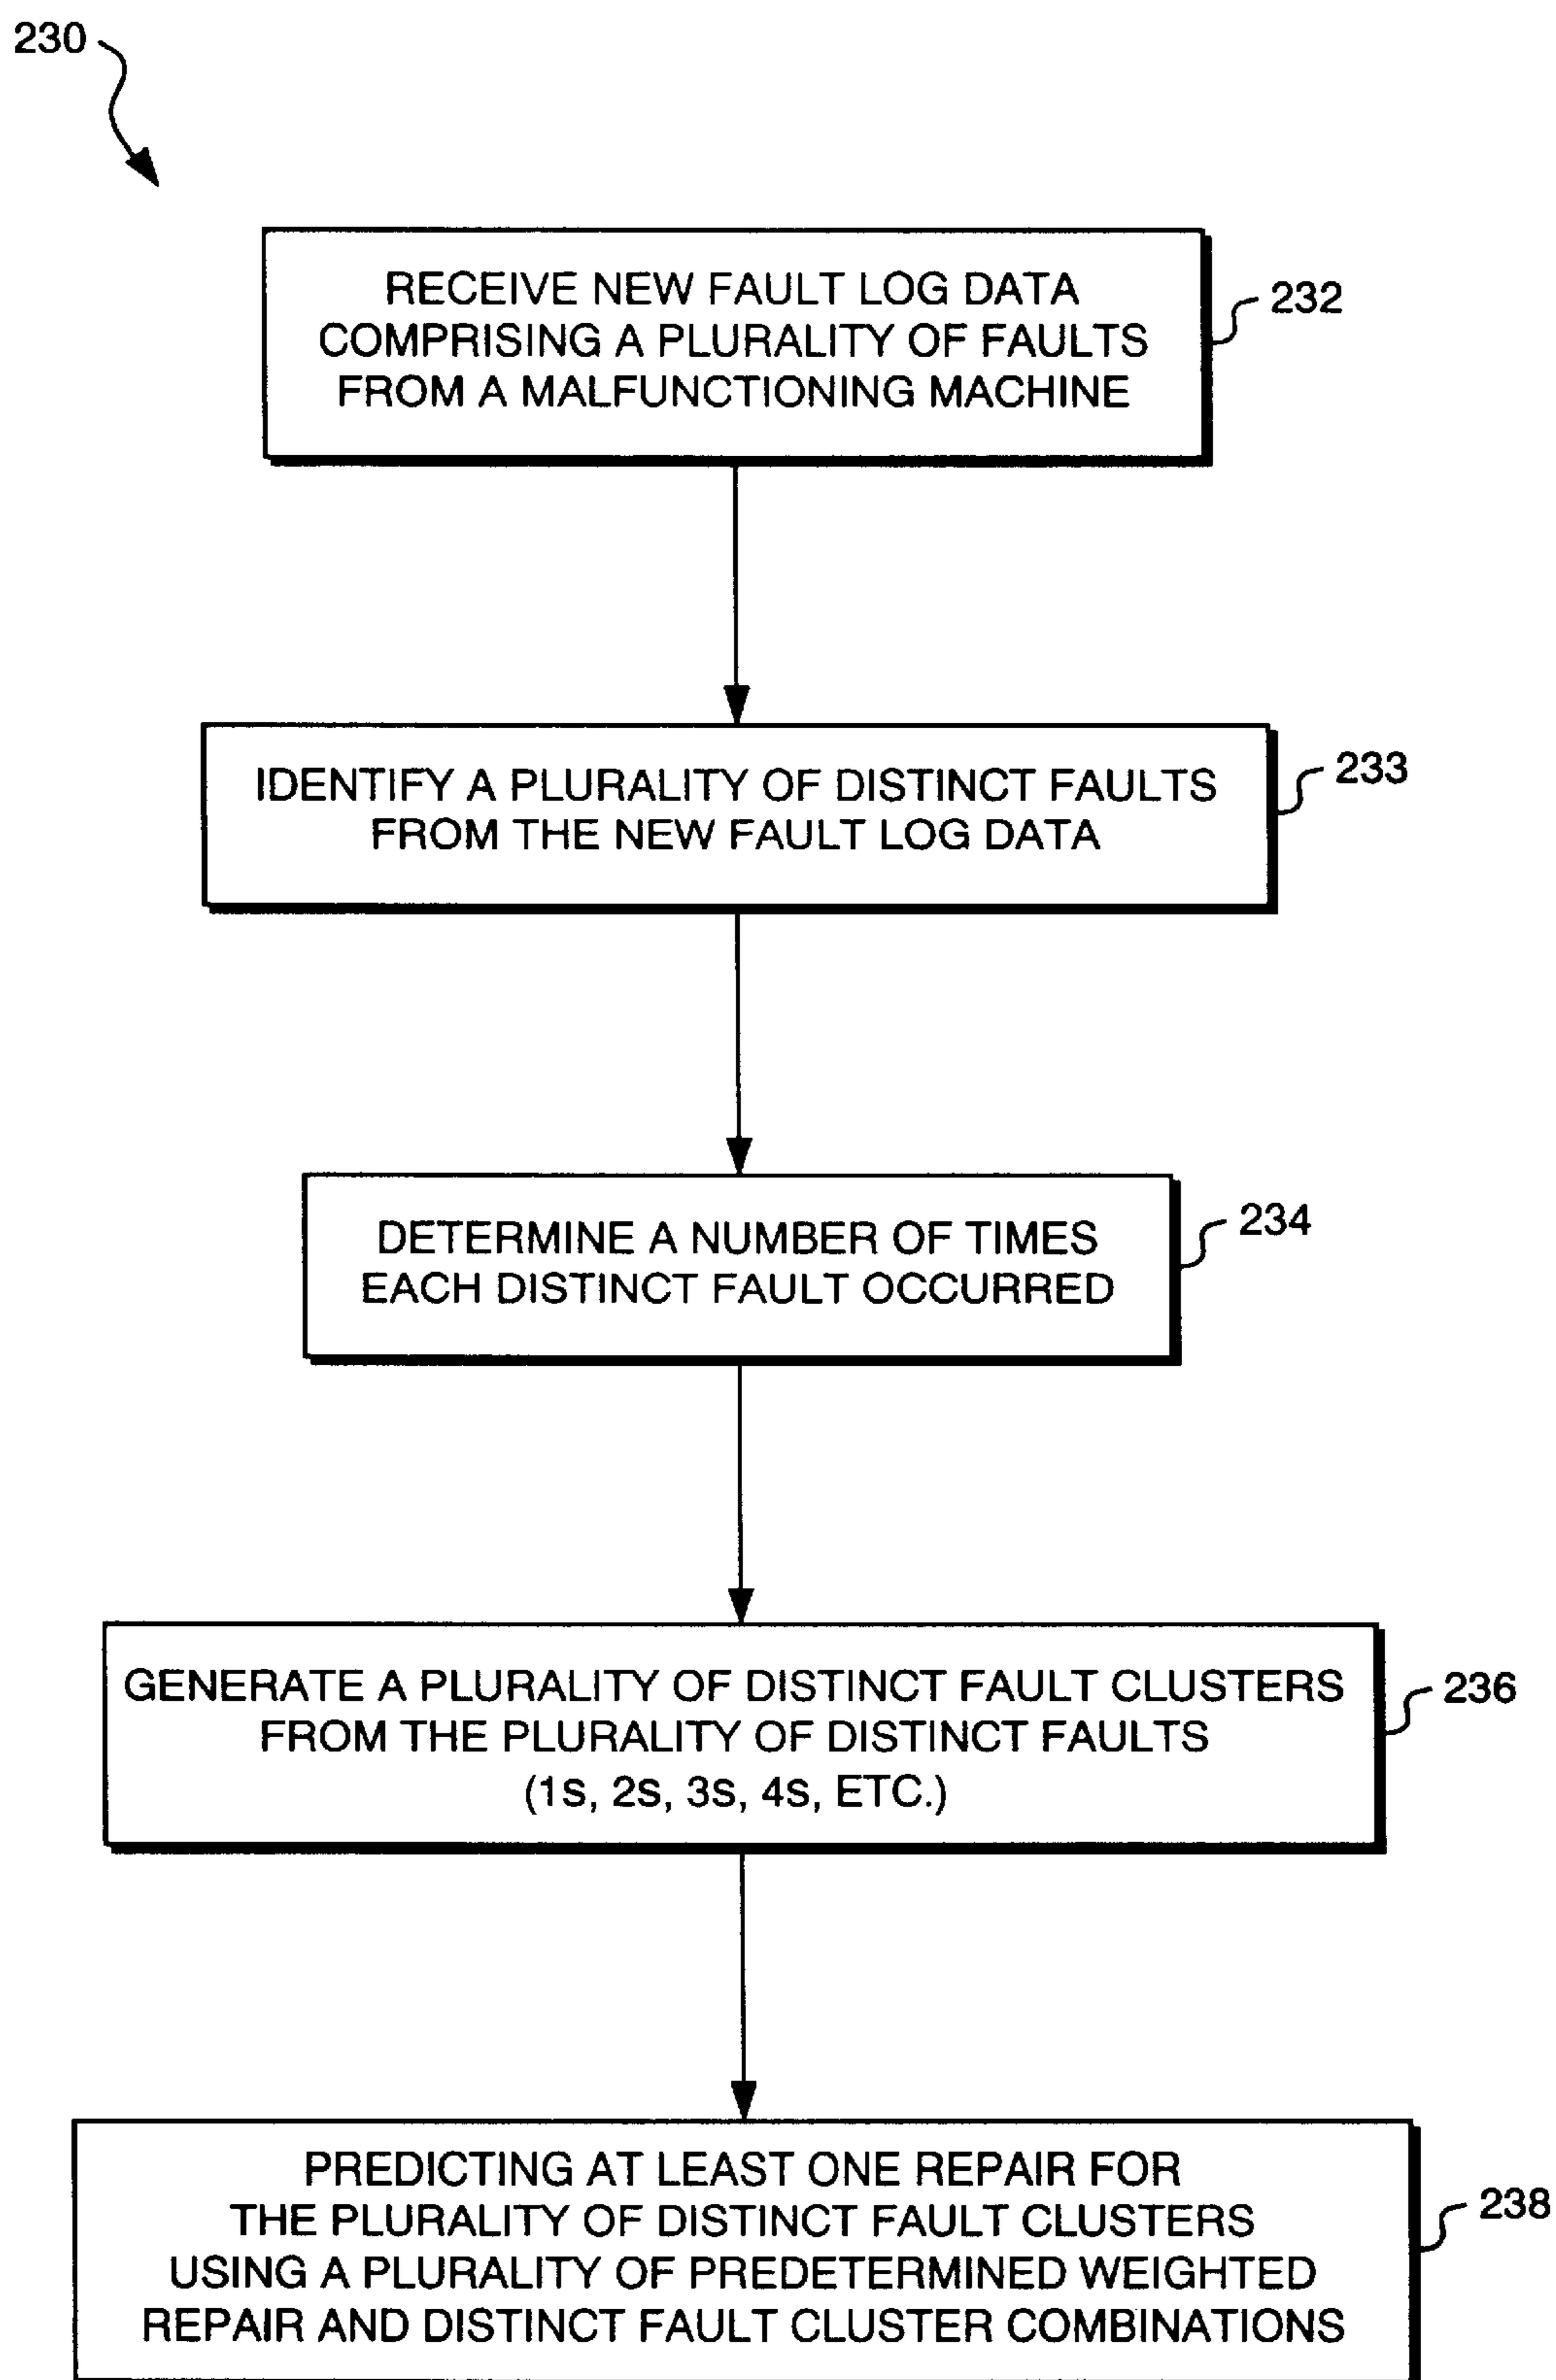 230
RECEIVE NEW FAULT LOG DATA
COMPRISING A PLURALITY OF FAULTS
FROM A MALFUNCTIONING MACHINE
232
IDENTIFY A PLURALITY OF DISTINCT FAULTS
FROM THE NEW FAULT LOG DATA
233
DETERMINE A NUMBER OF TIMES
EACH DISTINCT FAULT OCCURRED
234
GENERATE A PLURALITY OF DISTINCT FAULT CLUSTERS
FROM THE PLURALITY OF DISTINCT FAULTS
(1S, 2S, 3S, 4S, ETC.)
236
PREDICTING AT LEAST ONE REPAIR FOR
THE PLURALITY OF DISTINCT FAULT CLUSTERS
USING A PLURALITY OF PREDETERMINED WEIGHTED
REPAIR AND DISTINCT FAULT CLUSTER COMBINATIONS
238